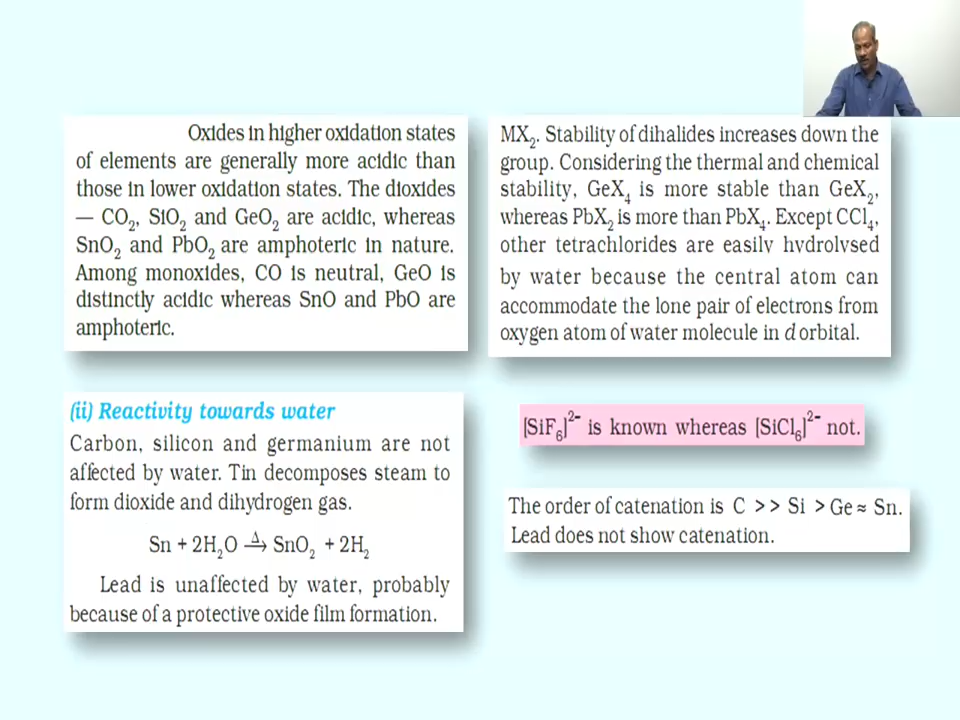 Oxides in higher oxidation states
of elements are generally more acidic than
those in lower oxidation states. The dioxides
— CO₂, SiO₂ and GeO₂ are acidic, whereas
SnO₂ and PbO₂ are amphoteric in nature.
Among monoxides, CO is neutral, GeO is
distinctly acidic whereas SnO and PbO are
amphoteric.
(ii) Reactivity towards water
Carbon, silicon and germanium are not
affected by water. Tin decomposes steam to
form dioxide and dihydrogen gas.
Sn + 2H₂O —Δ→ SnO₂ + 2H₂
Lead is unaffected by water, probably
because of a protective oxide film formation.
MX₂. Stability of dihalides increases down the
group. Considering the thermal and chemical
stability, GeX₄ is more stable than GeX₂,
whereas PbX₂ is more than PbX₄. Except CCl₄,
other tetrachlorides are easily hydrolysed
by water because the central atom can
accommodate the lone pair of electrons from
oxygen atom of water molecule in d orbital.
[SiF₆]²⁻ is known whereas [SiCl₆]²⁻ not.
The order of catenation is C > > Si > Ge ≈ Sn.
Lead does not show catenation.